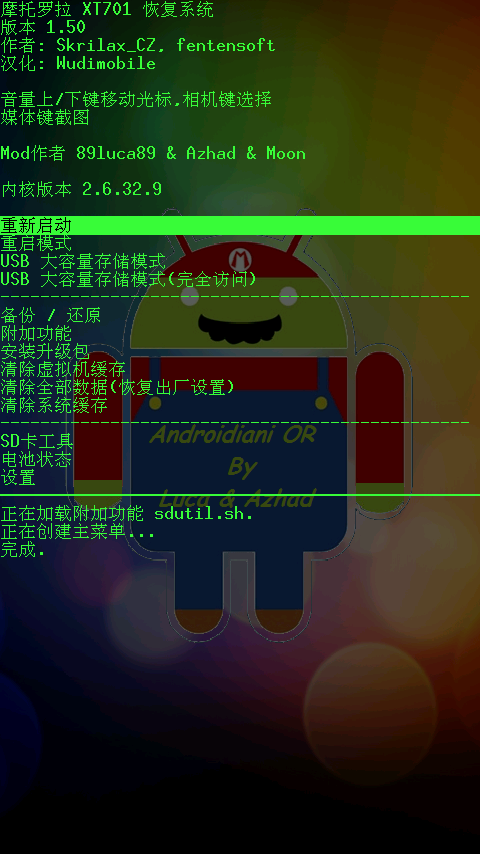 摩托罗拉 XT701 恢复系统
版本 1.50
作者: Skrilax_CZ, fentensoft
汉化: Wudimobile
音量上/下键移动光标,相机键选择
媒体键截图
Mod作者 89luca89 & Azhad & Moon
内核版本 2.6.32.9
重新启动
重启模式
USB 大容量存储模式
USB 大容量存储模式(完全访问)
备份 / 还原
附加功能
安装升级包
清除虚拟机缓存
清除全部数据(恢复出厂设置)
清除系统缓存
SD卡工具
电池状态
设置
正在加载附加功能 sdutil.sh.
正在创建主菜单...
完成.
M
Androidiani OR
By
Luca & Azhad